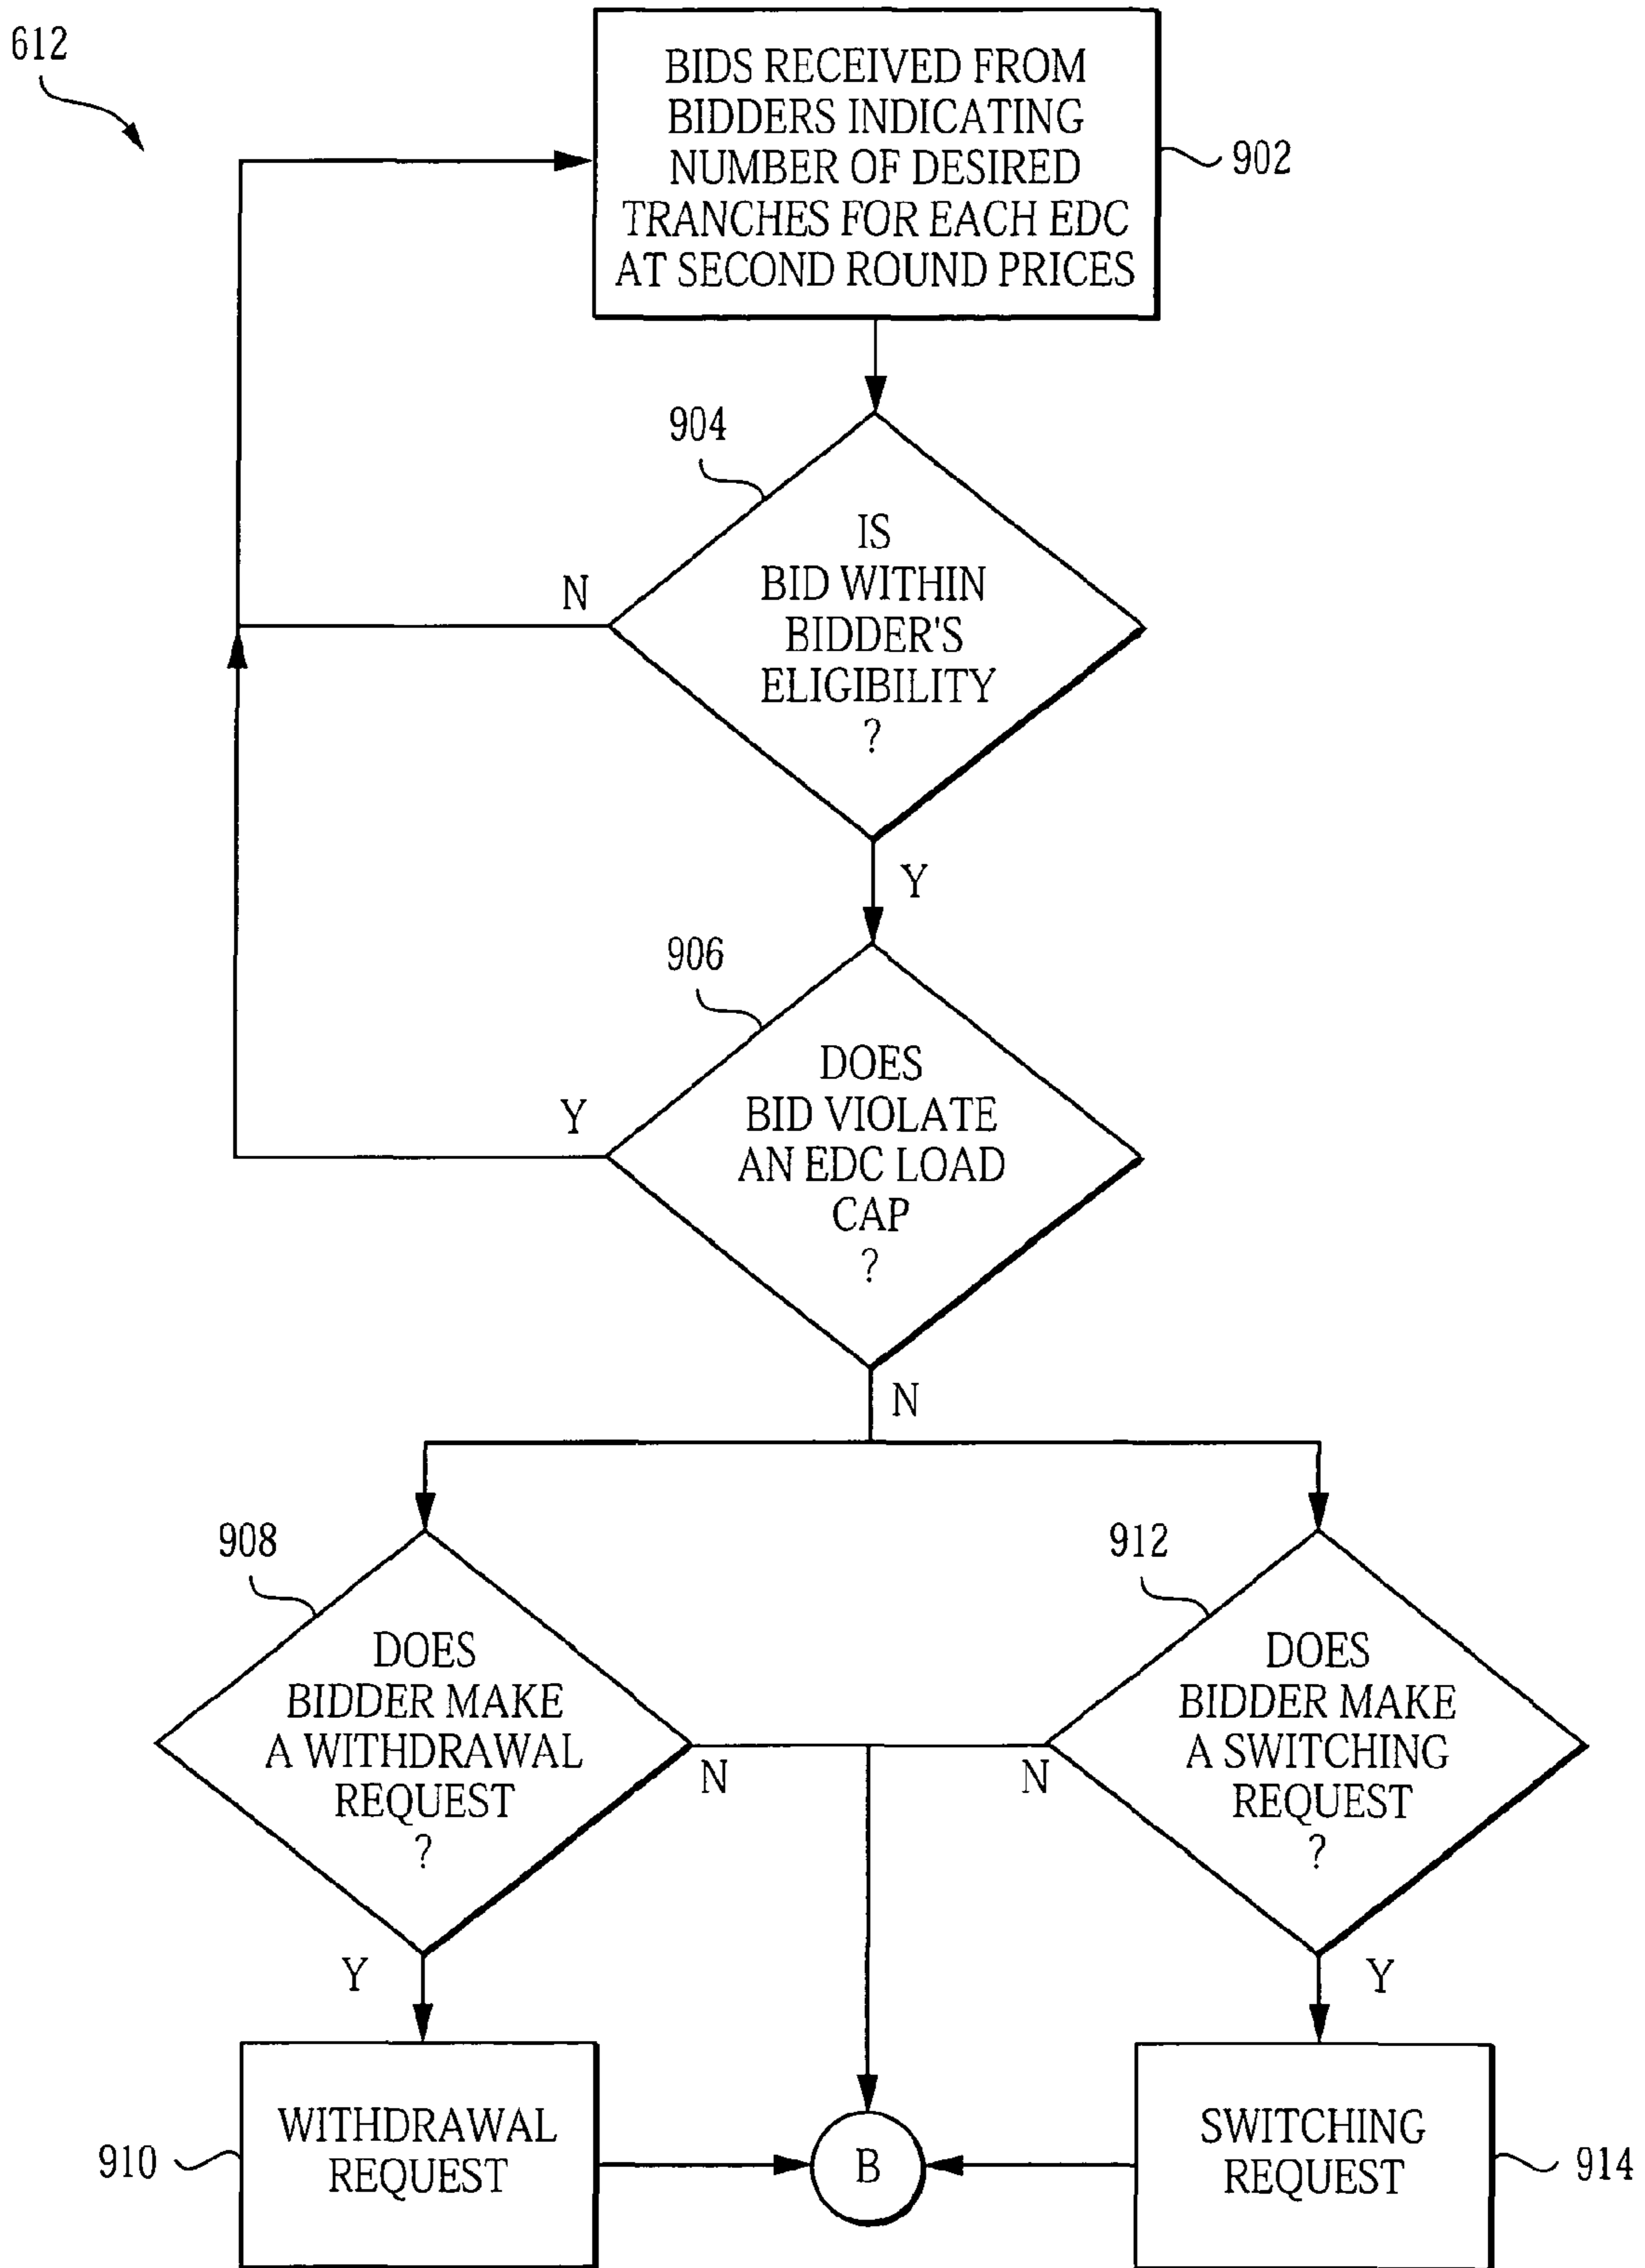 612
BIDS RECEIVED FROM
BIDDERS INDICATING
NUMBER OF DESIRED
TRANCHES FOR EACH EDC
AT SECOND ROUND PRICES
902
904
IS
BID WITHIN
BIDDER'S
ELIGIBILITY
?
N
Y
906
DOES
BID VIOLATE
AN EDC LOAD
CAP
?
Y
N
908
DOES
BIDDER MAKE
A WITHDRAWAL
REQUEST
?
N
Y
912
DOES
BIDDER MAKE
A SWITCHING
REQUEST
?
N
Y
910
WITHDRAWAL
REQUEST
B
SWITCHING
REQUEST
914